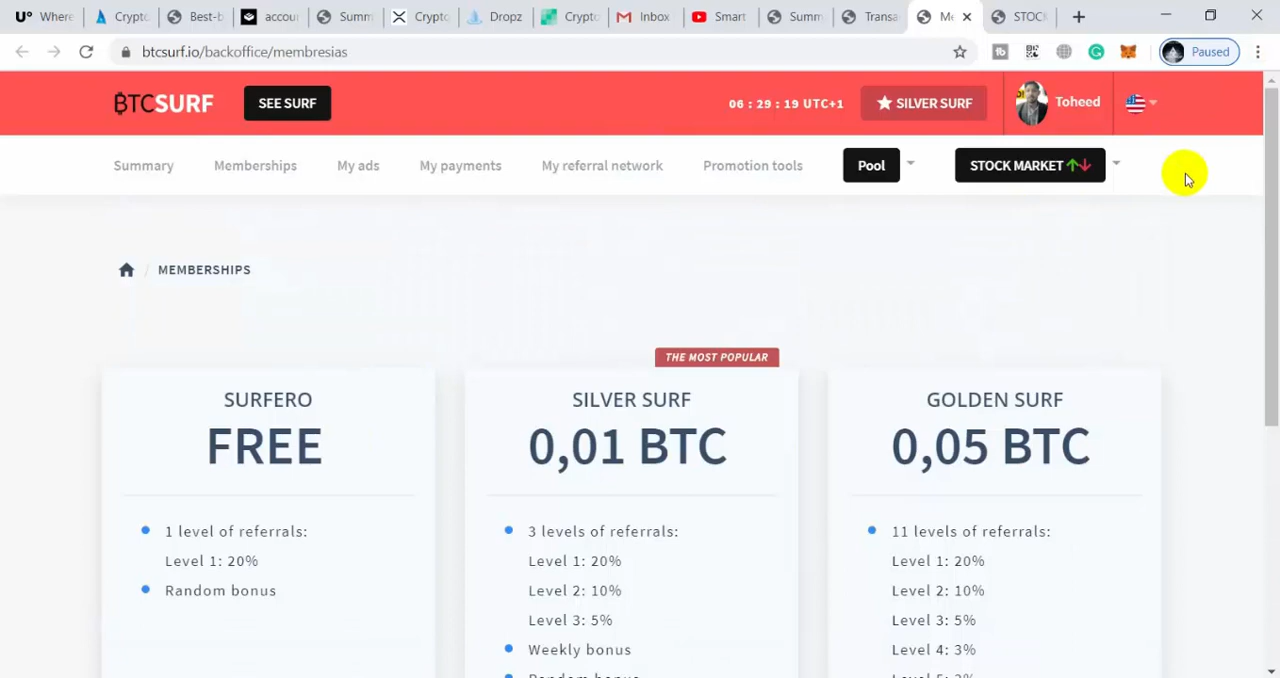 Where
Crypto
Best-b
accou
Summ
Crypto
Dropz
Crypto
Inbox
Smart
Summ
Transa
Me
STOCK
btcsurf.io/backoffice/membresias
Paused
BTCSURF
SEE SURF
06 : 29 : 19 UTC+1
★ SILVER SURF
Toheed
Summary
Memberships
My ads
My payments
My referral network
Promotion tools
Pool
STOCK MARKET
/ MEMBERSHIPS
THE MOST POPULAR
SURFERO
FREE
1 level of referrals:
Level 1: 20%
Random bonus
SILVER SURF
0,01 BTC
3 levels of referrals:
Level 1: 20%
Level 2: 10%
Level 3: 5%
Weekly bonus
Random bonus
GOLDEN SURF
0,05 BTC
11 levels of referrals:
Level 1: 20%
Level 2: 10%
Level 3: 5%
Level 4: 3%